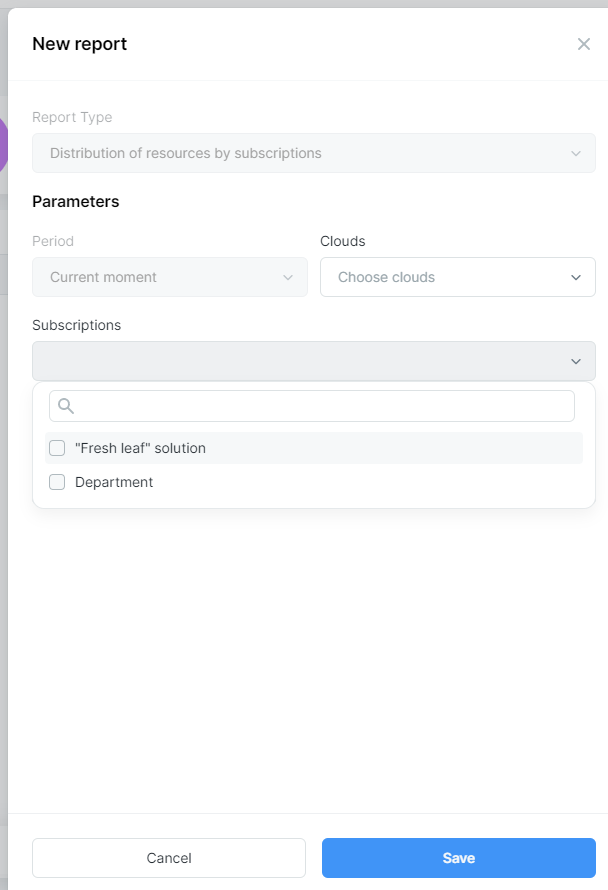 New report
Report Type
Distribution of resources by subscriptions
Parameters
Period
Clouds
Current moment
Choose clouds
Subscriptions
"Fresh leaf" solution
Department
Cancel
Save